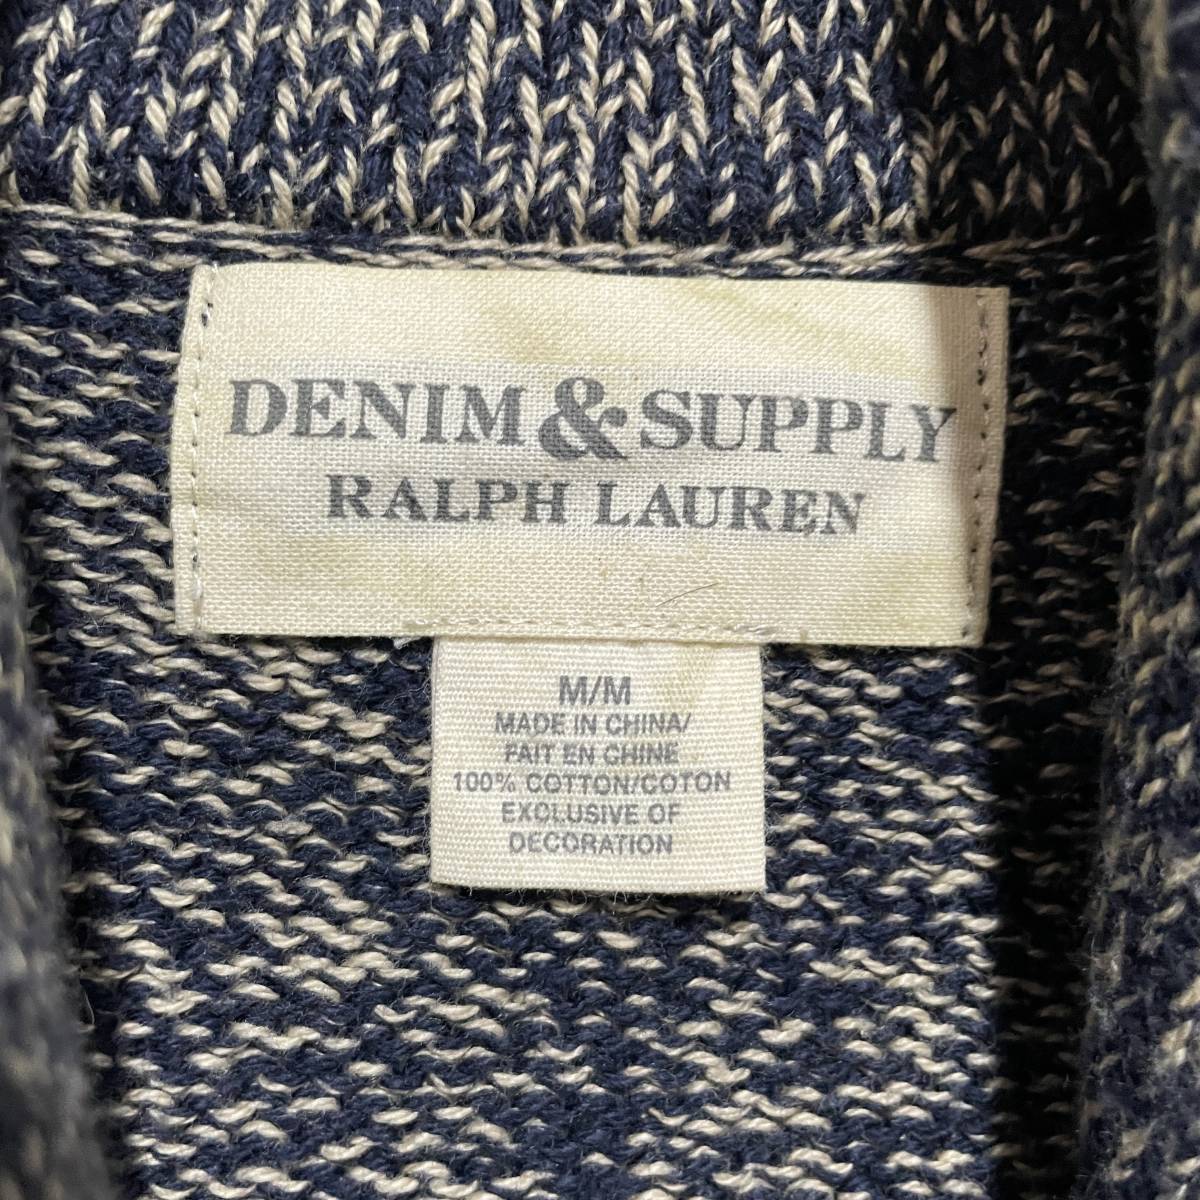 DENIM & SUPPLY
RALPH LAUREN
M/M
MADE IN CHINA/
FAIT EN CHINE
100% COTTON/COTON
EXCLUSIVE OF
DECORATION